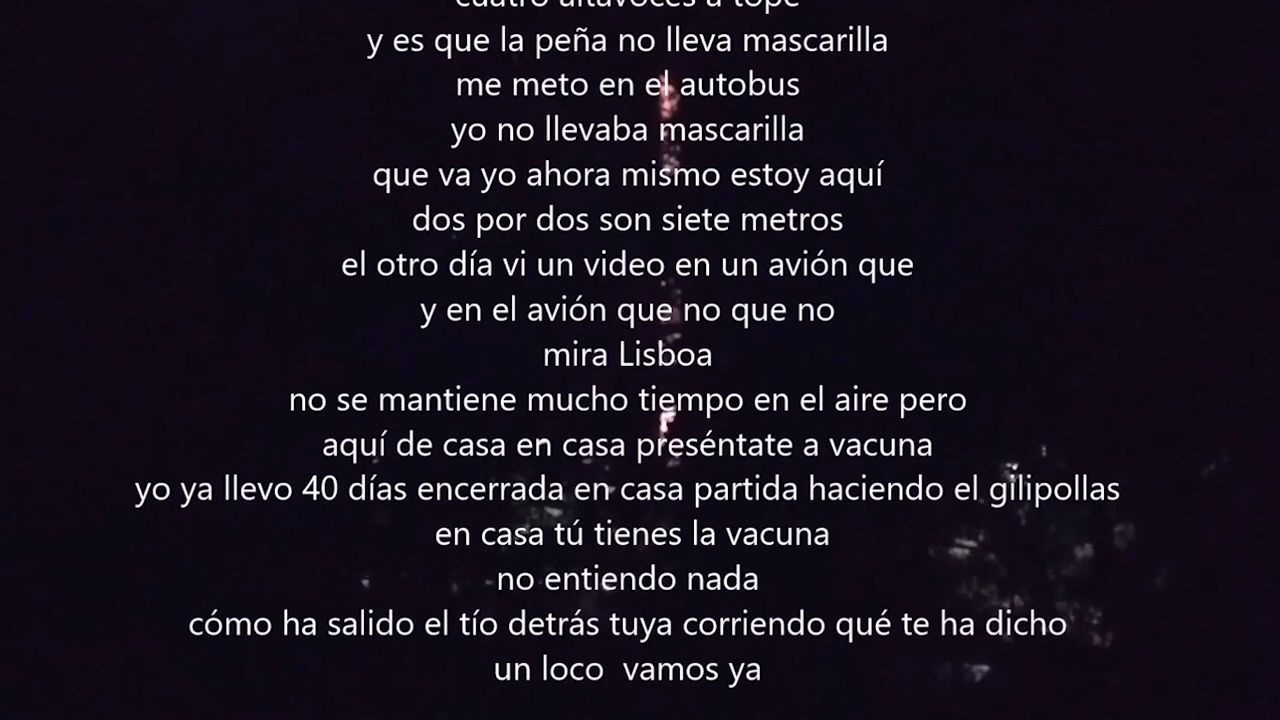 cuatro altavoces a tope
y es que la peña no lleva mascarilla
me meto en el autobus
yo no llevaba mascarilla
que va yo ahora mismo estoy aquí
dos por dos son siete metros
el otro día vi un video en un avión que
y en el avión que no que no
mira Lisboa
no se mantiene mucho tiempo en el aire pero
aquí de casa en casa preséntate a vacuna
yo ya llevo 40 días encerrada en casa partida haciendo el gilipollas
en casa tú tienes la vacuna
no entiendo nada
cómo ha salido el tío detrás tuya corriendo qué te ha dicho
un loco  vamos ya